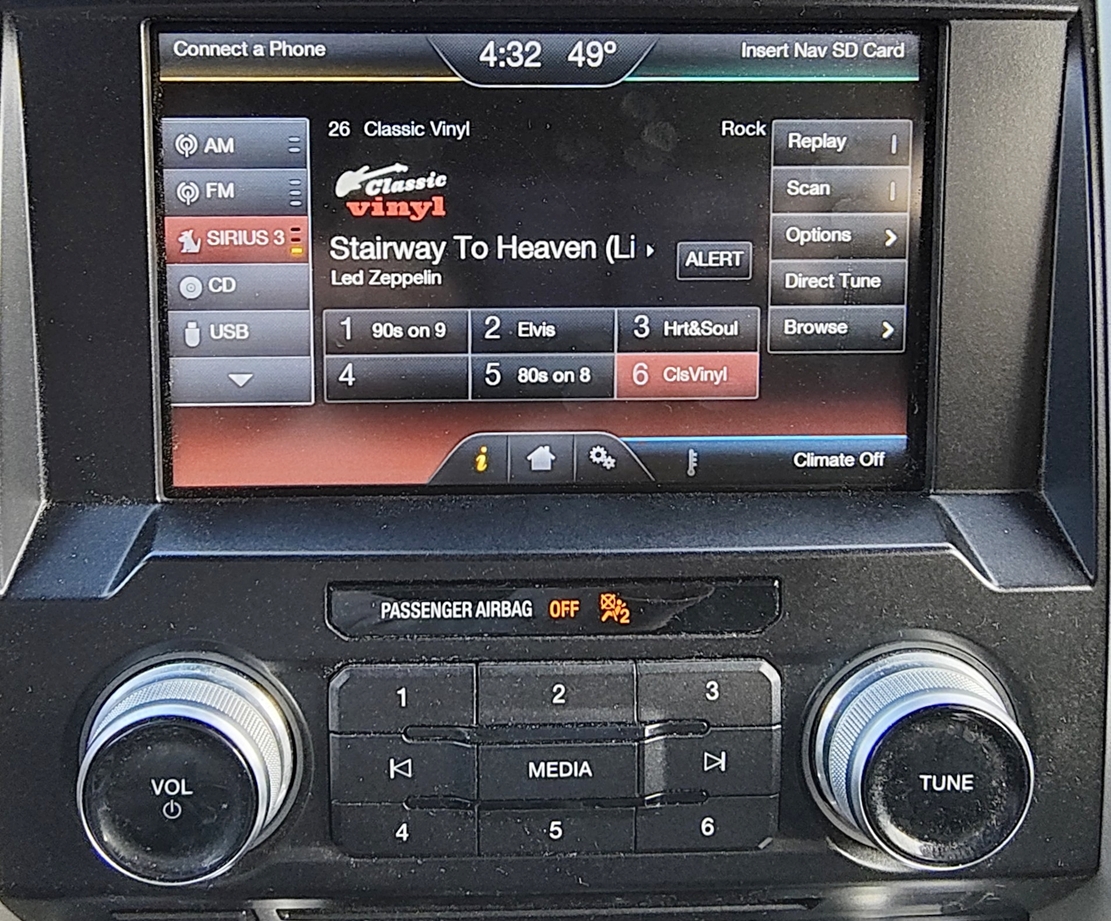 Connect a Phone
4:32 49°
Insert Nav SD Card
AM
FM
SIRIUS 3
CD
USB
26 Classic Vinyl
Rock
Classic
vinyl
Stairway To Heaven (Li
Led Zeppelin
ALERT
1 90s on 9
2 Elvis
3 Hrt&Soul
4
5 80s on 8
6 ClsVinyl
Replay
Scan
Options
Direct Tune
Browse
i
Climate Off
PASSENGER AIRBAG OFF 2
VOL
1 2 3
MEDIA
4 5 6
TUNE